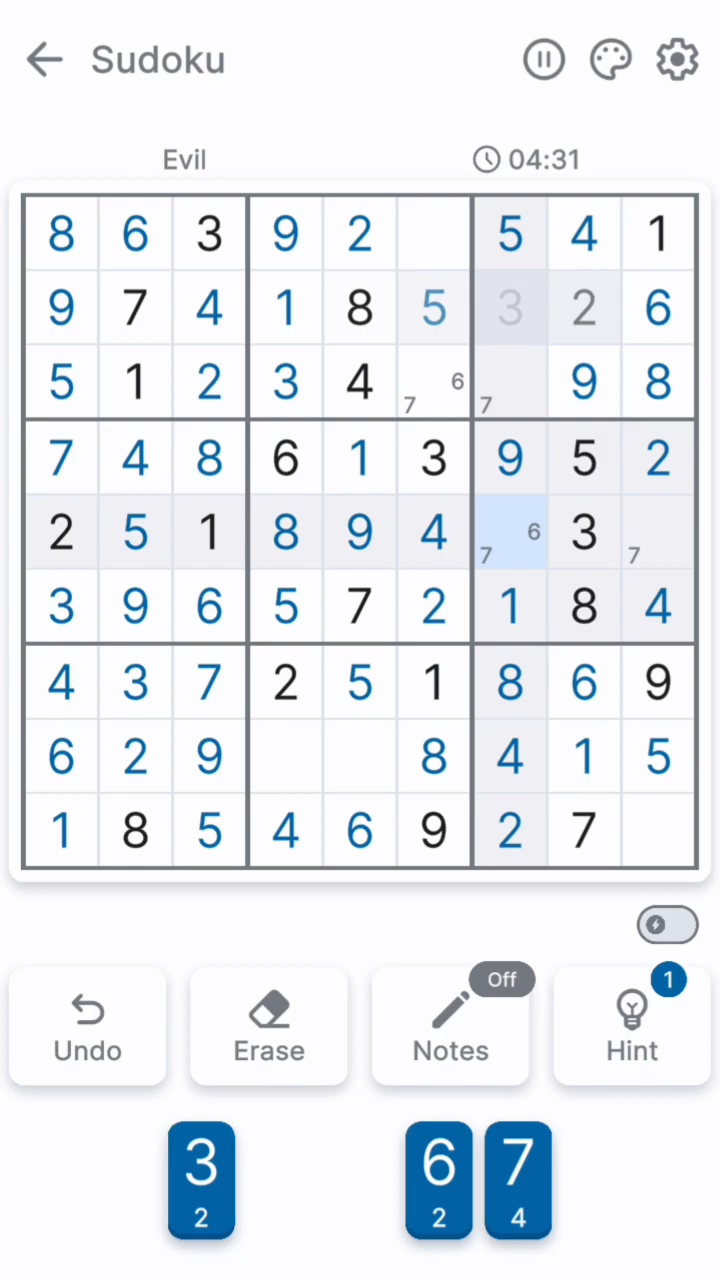 Sudoku
Evil 04:31
8 6 3 9 2 5 4 1
9 7 4 1 8 5 3 2 6
5 1 2 3 4 6 7 7 9 8
7 4 8 6 1 3 9 5 2
2 5 1 8 9 4 6 7 3 7
3 9 6 5 7 2 1 8 4
4 3 7 2 5 1 8 6 9
6 2 9 8 4 1 5
1 8 5 4 6 9 2 7
Off 1
Undo Erase Notes Hint
3 6 7
2 2 4